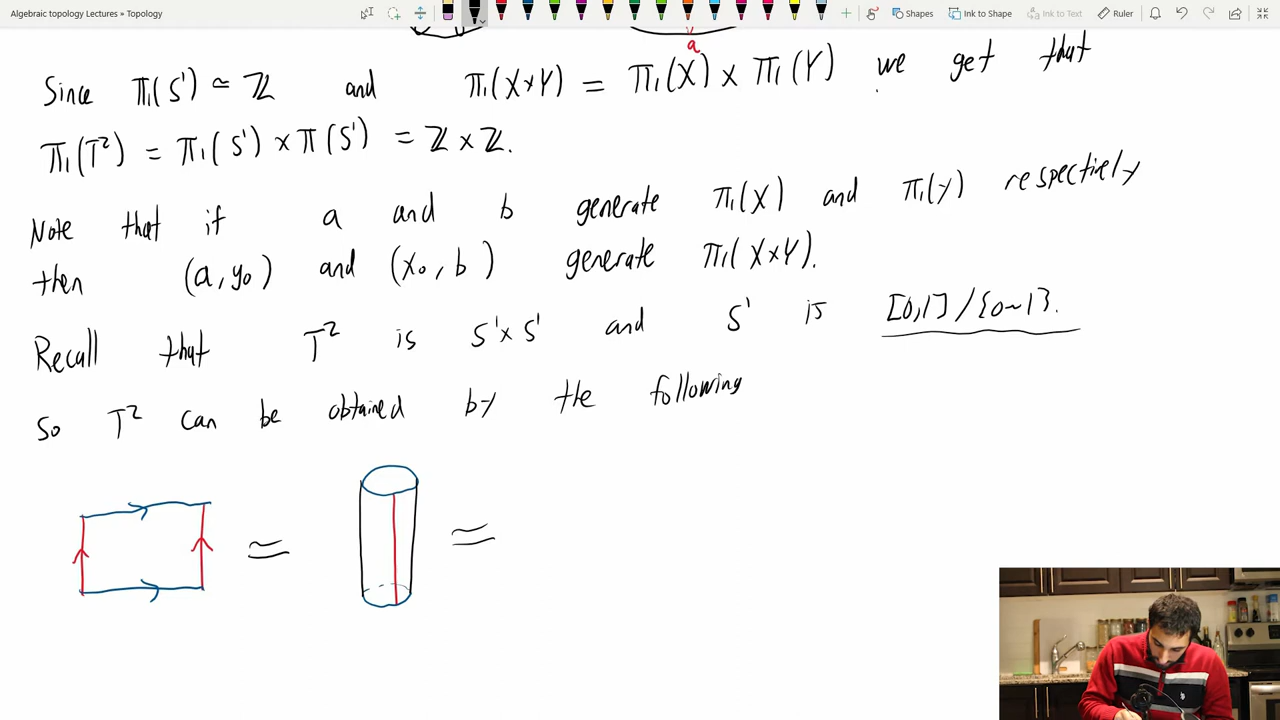 Algebraic topology Lectures » Topology
Shapes Ink to Shape Ink to Text Ruler
a
Since π₁(S¹) ≃ ℤ and π₁(X×Y) = π₁(X) × π₁(Y) we get that
π₁(T²) = π₁(S¹) × π(S¹) = ℤ × ℤ.
Note that if a and b generate π₁(X) and π₁(Y) respectiely
then (a, y₀) and (x₀, b) generate π₁(X×Y).
Recall that T² is S¹×S¹ and S¹ is [0,1]/{0~1}.
So T² can be obtained by the following
≃ ≃